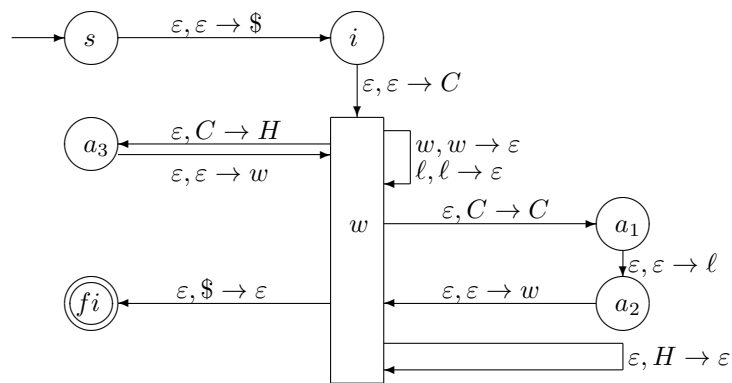 s ε, ε → $ i
ε, ε → C
a₃ ε, C → H
ε, ε → w
w, w → ε
ℓ, ℓ → ε
w ε, C → C a₁
ε, ε → ℓ
fi ε, $ → ε ε, ε → w a₂
ε, H → ε